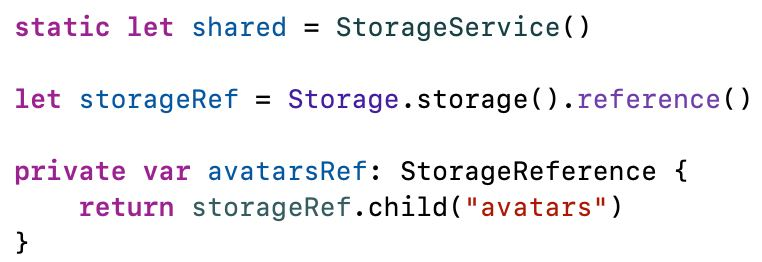 static let shared = StorageService()
let storageRef = Storage.storage().reference()
private var avatarsRef: StorageReference {
    return storageRef.child("avatars")
}